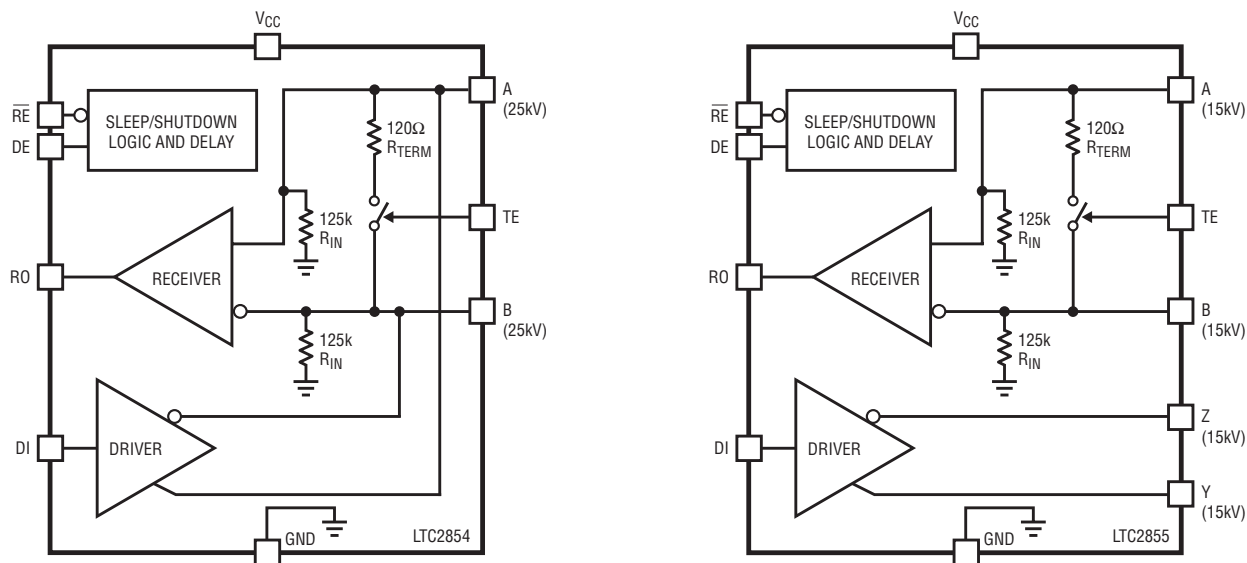 VCC
RE
DE
SLEEP/SHUTDOWN
LOGIC AND DELAY
A
(25kV)
120Ω
RTERM
125k
RIN
TE
RO
RECEIVER
B
(25kV)
125k
RIN
DI
DRIVER
GND
LTC2854
VCC
RE
DE
SLEEP/SHUTDOWN
LOGIC AND DELAY
A
(15kV)
120Ω
RTERM
125k
RIN
TE
RO
RECEIVER
B
(15kV)
125k
RIN
Z
(15kV)
DI
DRIVER
Y
(15kV)
GND
LTC2855